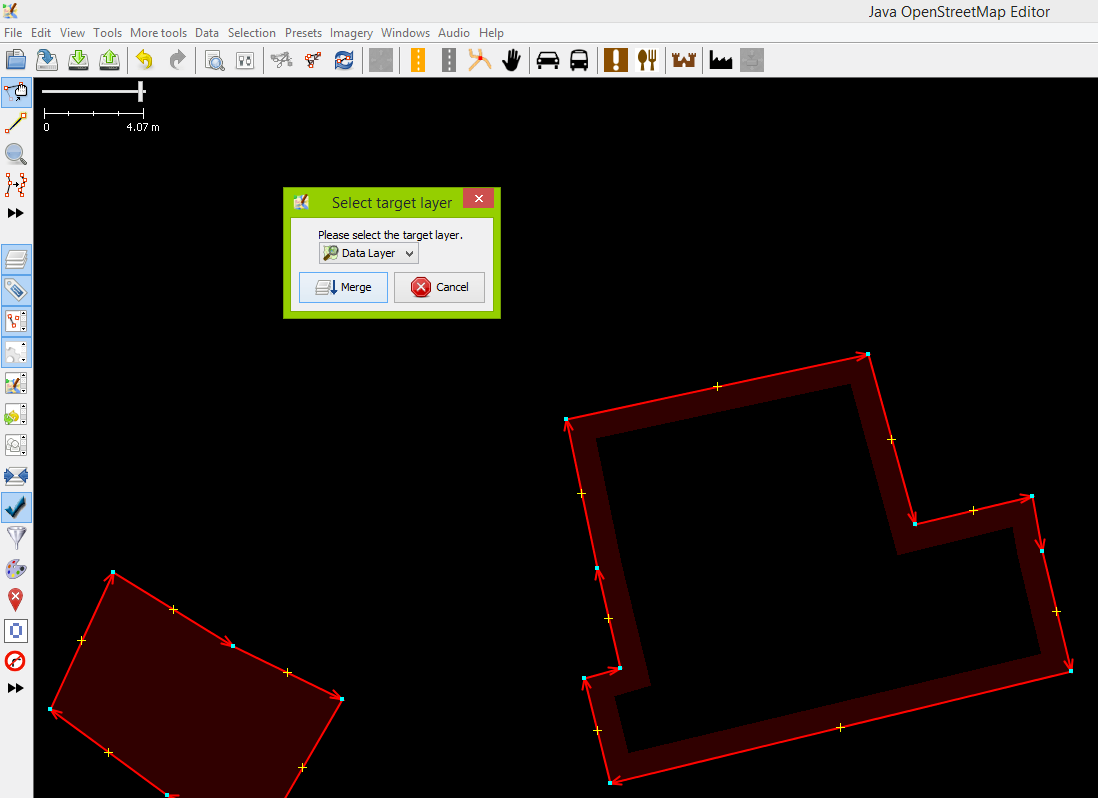 Java OpenStreetMap Editor
File Edit View Tools More tools Data Selection Presets Imagery Windows Audio Help
0 4.07 m
Select target layer
Please select the target layer.
Data Layer
Merge Cancel